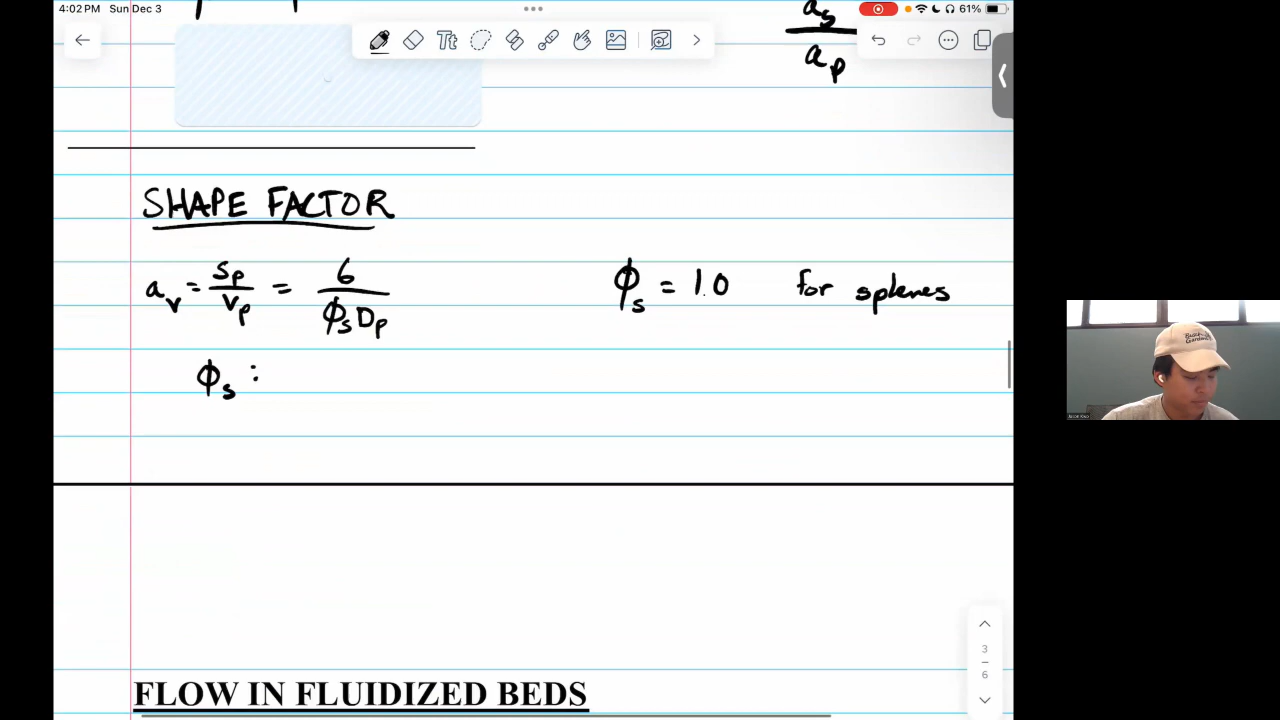 4:02 PM Sun Dec 3
61%
a_s
a_p
Tt
SHAPE FACTOR
a_v = S_p/V_p = 6/(ϕ_s D_p)
ϕ_s = 1.0 for spheres
ϕ_s :
3
6
FLOW IN FLUIDIZED BEDS